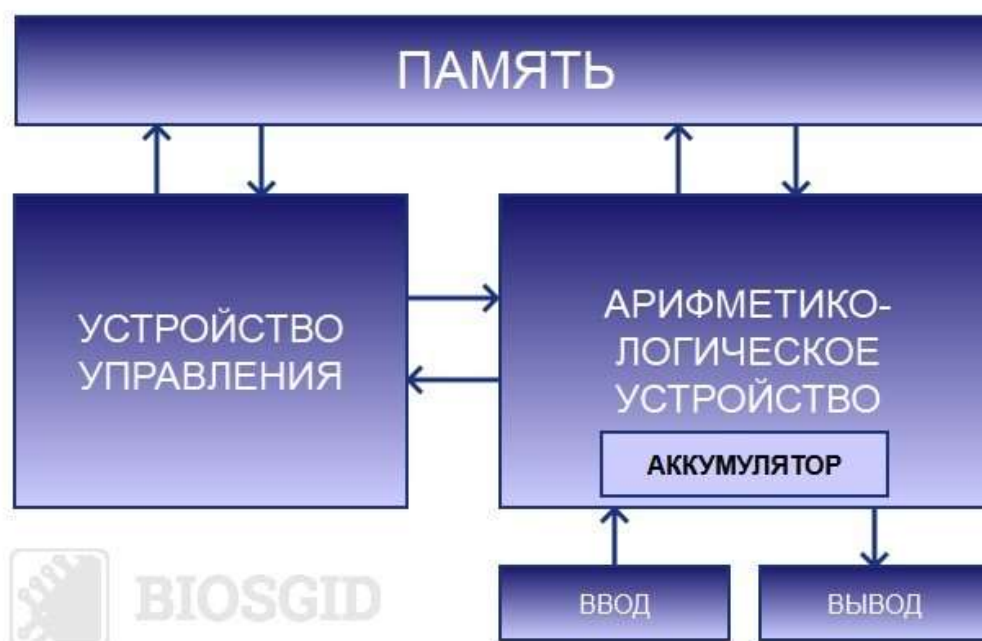 ПАМЯТЬ
УСТРОЙСТВО
УПРАВЛЕНИЯ
АРИФМЕТИКО-
ЛОГИЧЕСКОЕ
УСТРОЙСТВО
АККУМУЛЯТОР
BIOSGID
ВВОД
ВЫВОД